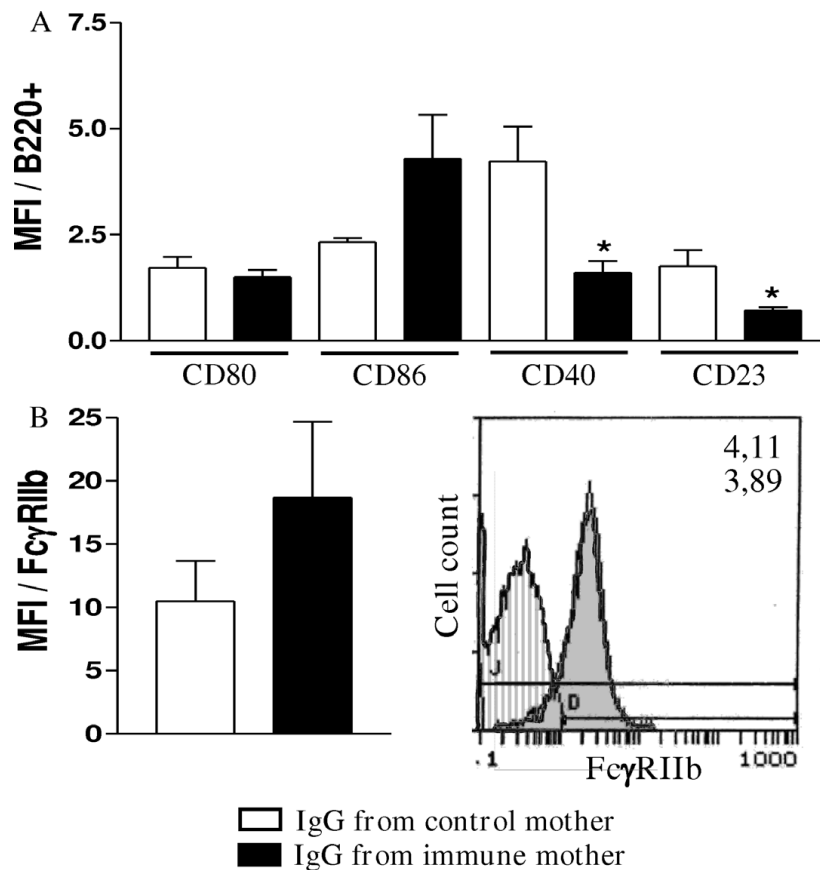 A
7.5
5.0
2.5
0.0
MFI / B220+
* *
CD80 CD86 CD40 CD23
B
25
20
15
10
5
0
MFI / FcγRIIb
4,11
3,89
Cell count
J
D
.1 1000
FcγRIIb
IgG from control mother
IgG from immune mother